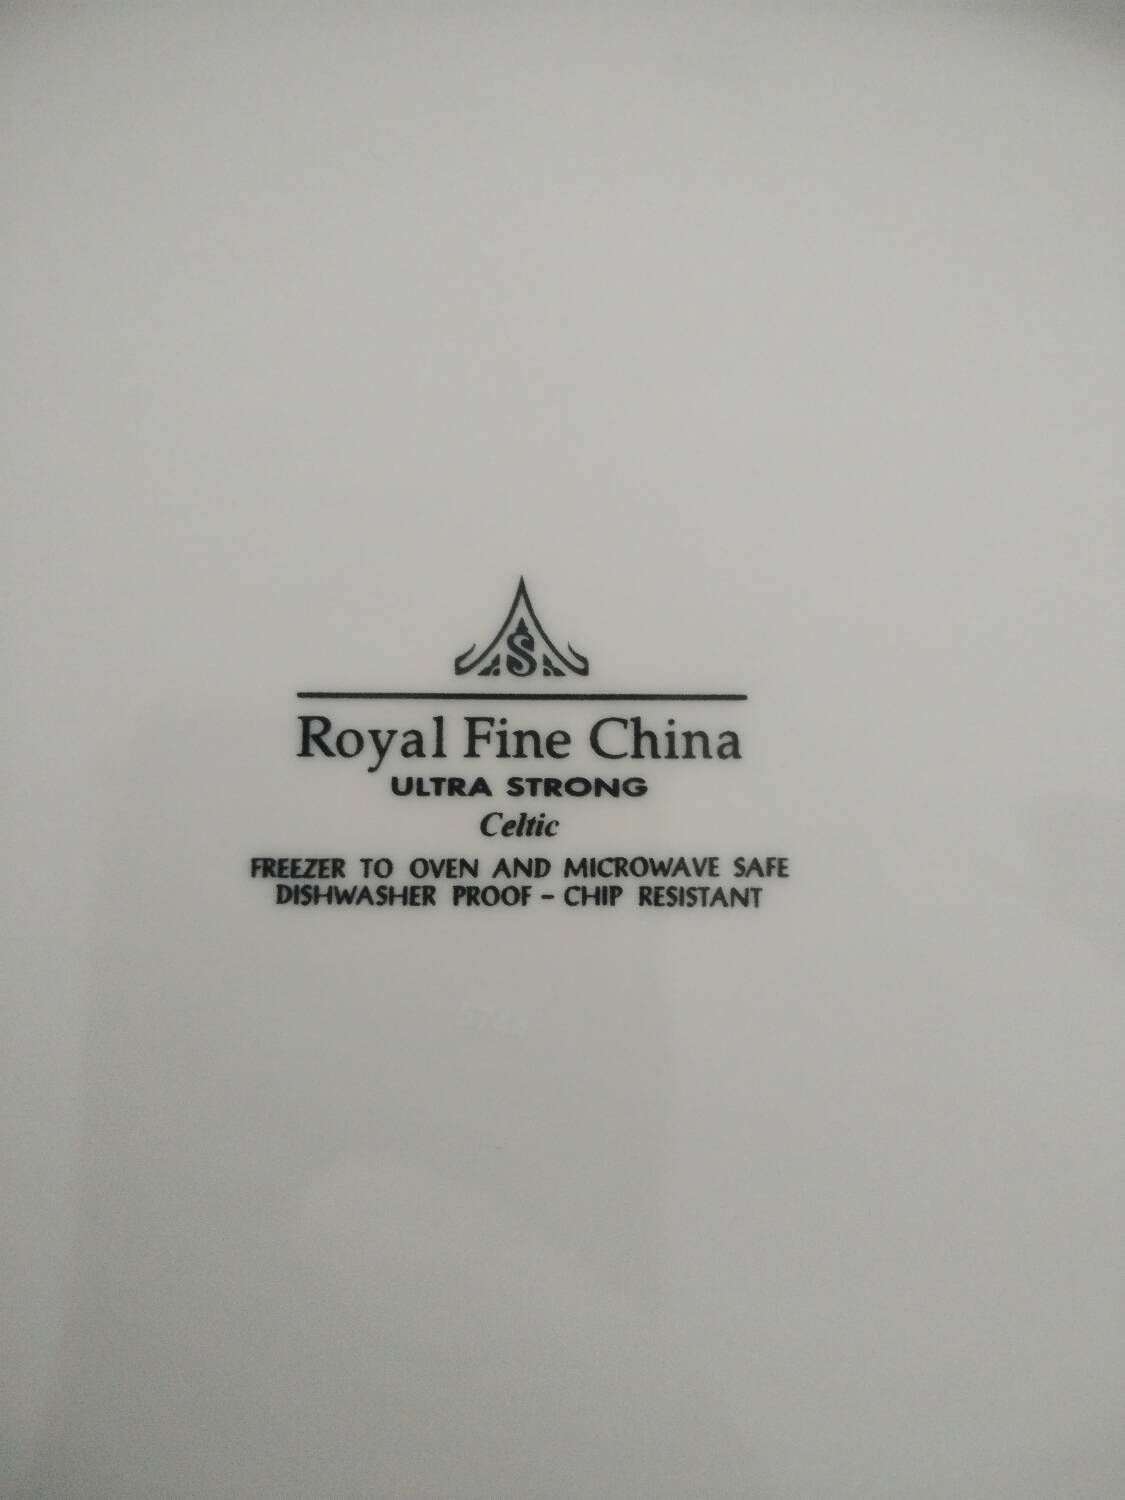 S
Royal Fine China
ULTRA STRONG
Celtic
FREEZER TO OVEN AND MICROWAVE SAFE
DISHWASHER PROOF - CHIP RESISTANT